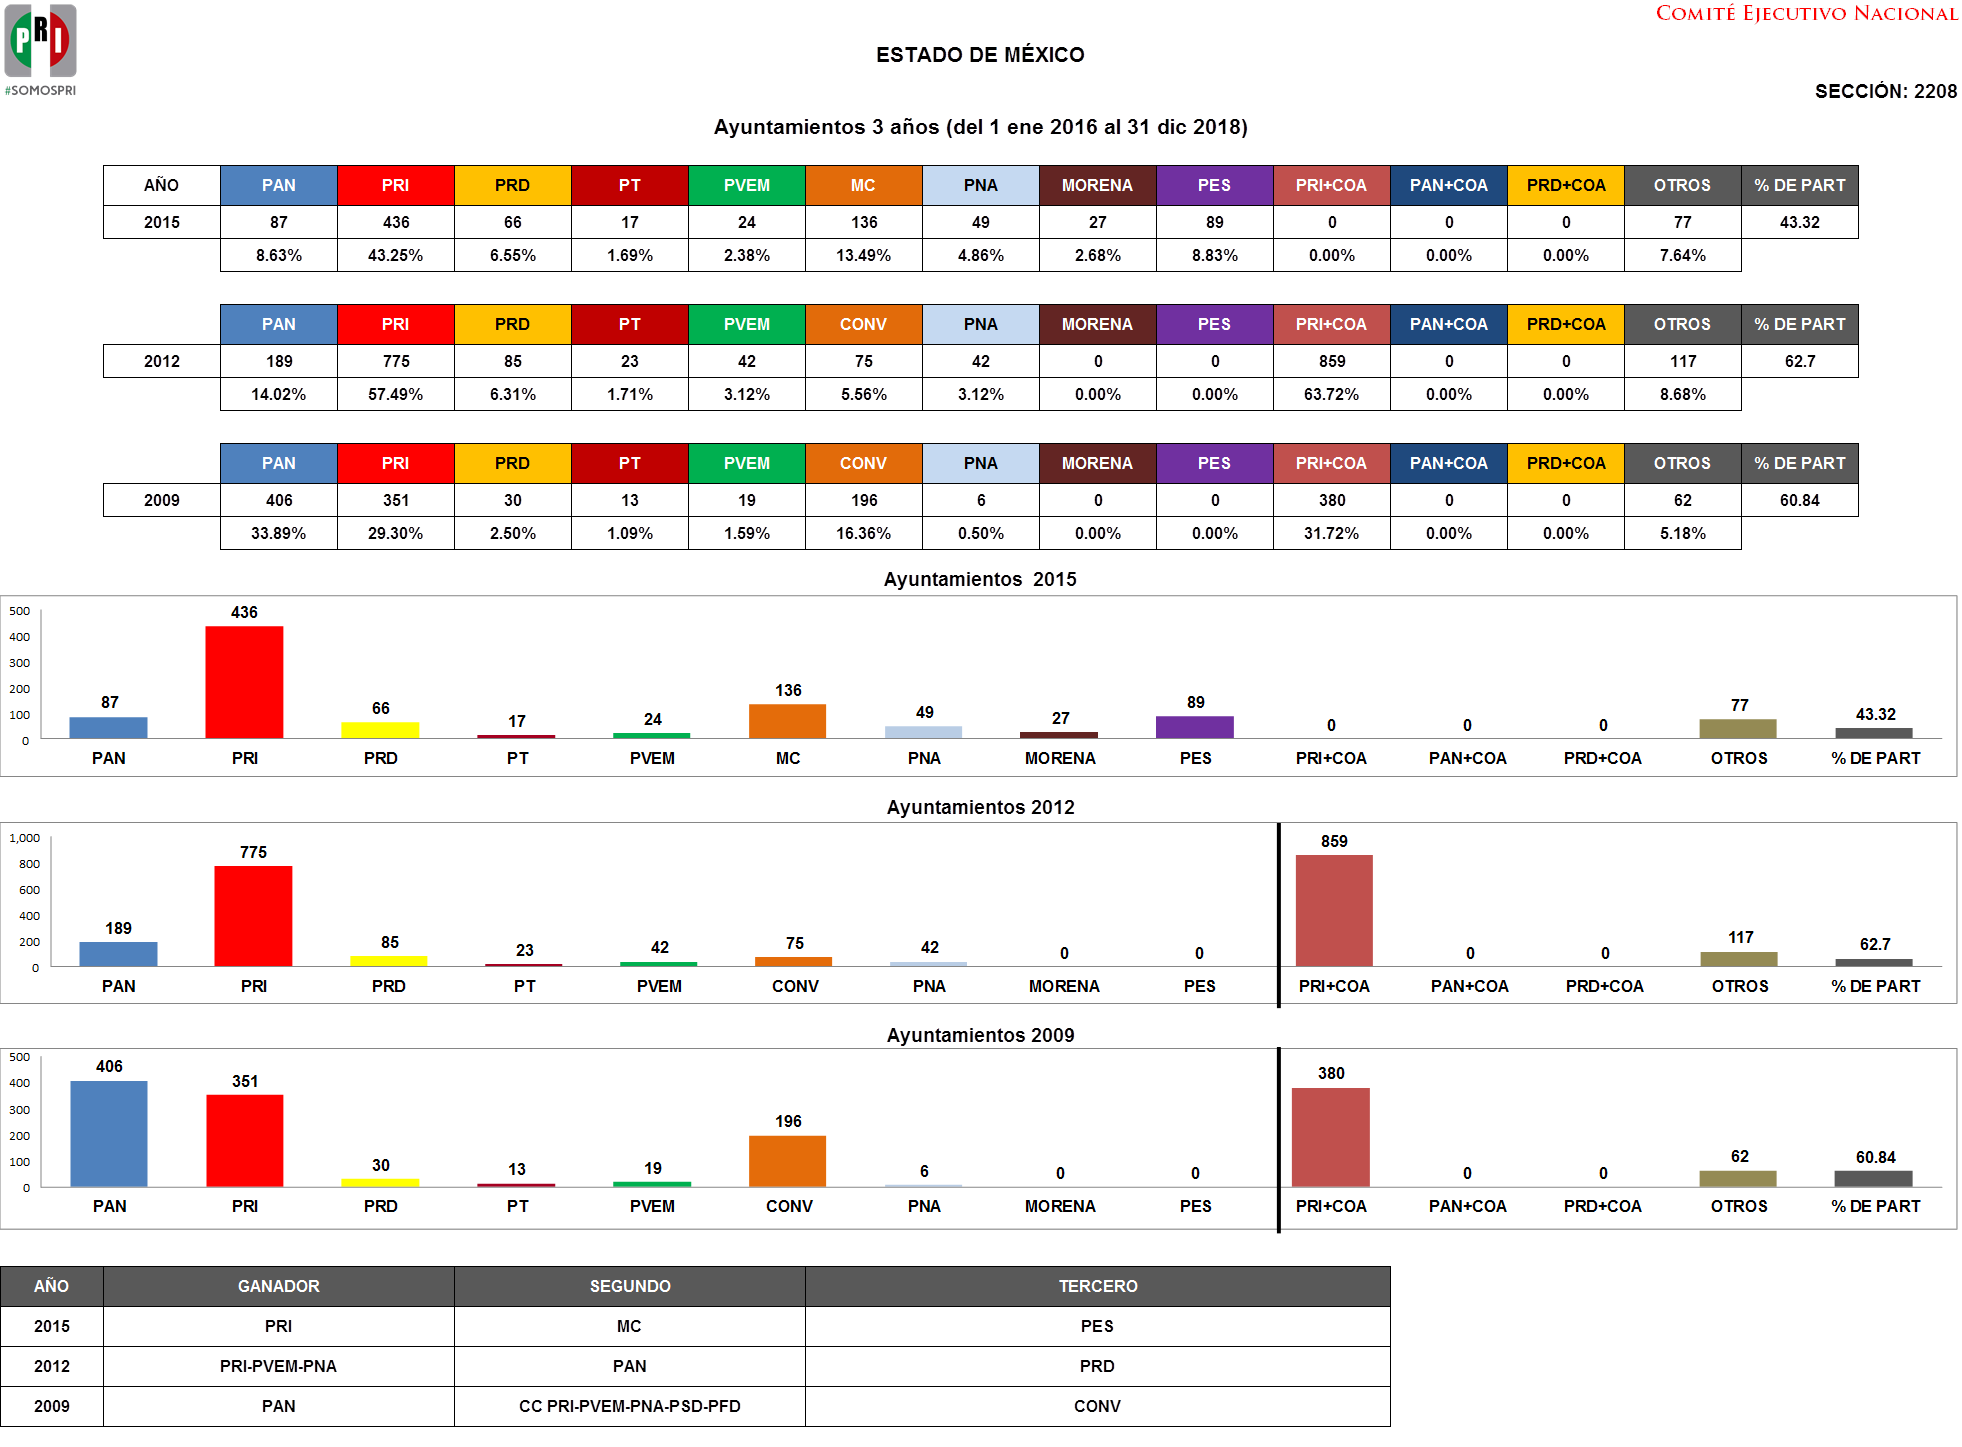 PRI
#SOMOSPRI
COMITÉ EJECUTIVO NACIONAL
ESTADO DE MÉXICO
SECCIÓN: 2208
Ayuntamientos 3 años (del 1 ene 2016 al 31 dic 2018)
AÑO PAN PRI PRD PT PVEM MC PNA MORENA PES PRI+COA PAN+COA PRD+COA OTROS % DE PART
2015 87 436 66 17 24 136 49 27 89 0 0 0 77 43.32
8.63% 43.25% 6.55% 1.69% 2.38% 13.49% 4.86% 2.68% 8.83% 0.00% 0.00% 0.00% 7.64%
PAN PRI PRD PT PVEM CONV PNA MORENA PES PRI+COA PAN+COA PRD+COA OTROS % DE PART
2012 189 775 85 23 42 75 42 0 0 859 0 0 117 62.7
14.02% 57.49% 6.31% 1.71% 3.12% 5.56% 3.12% 0.00% 0.00% 63.72% 0.00% 0.00% 8.68%
PAN PRI PRD PT PVEM CONV PNA MORENA PES PRI+COA PAN+COA PRD+COA OTROS % DE PART
2009 406 351 30 13 19 196 6 0 0 380 0 0 62 60.84
33.89% 29.30% 2.50% 1.09% 1.59% 16.36% 0.50% 0.00% 0.00% 31.72% 0.00% 0.00% 5.18%
Ayuntamientos 2015
500
400
300
200
100
0
87 436 66 17 24 136 49 27 89 0 0 0 77 43.32
PAN PRI PRD PT PVEM MC PNA MORENA PES PRI+COA PAN+COA PRD+COA OTROS % DE PART
Ayuntamientos 2012
1,000
800
600
400
200
0
189 775 85 23 42 75 42 0 0 859 0 0 117 62.7
PAN PRI PRD PT PVEM CONV PNA MORENA PES PRI+COA PAN+COA PRD+COA OTROS % DE PART
Ayuntamientos 2009
500
400
300
200
100
0
406 351 30 13 19 196 6 0 0 380 0 0 62 60.84
PAN PRI PRD PT PVEM CONV PNA MORENA PES PRI+COA PAN+COA PRD+COA OTROS % DE PART
AÑO GANADOR SEGUNDO TERCERO
2015 PRI MC PES
2012 PRI-PVEM-PNA PAN PRD
2009 PAN CC PRI-PVEM-PNA-PSD-PFD CONV